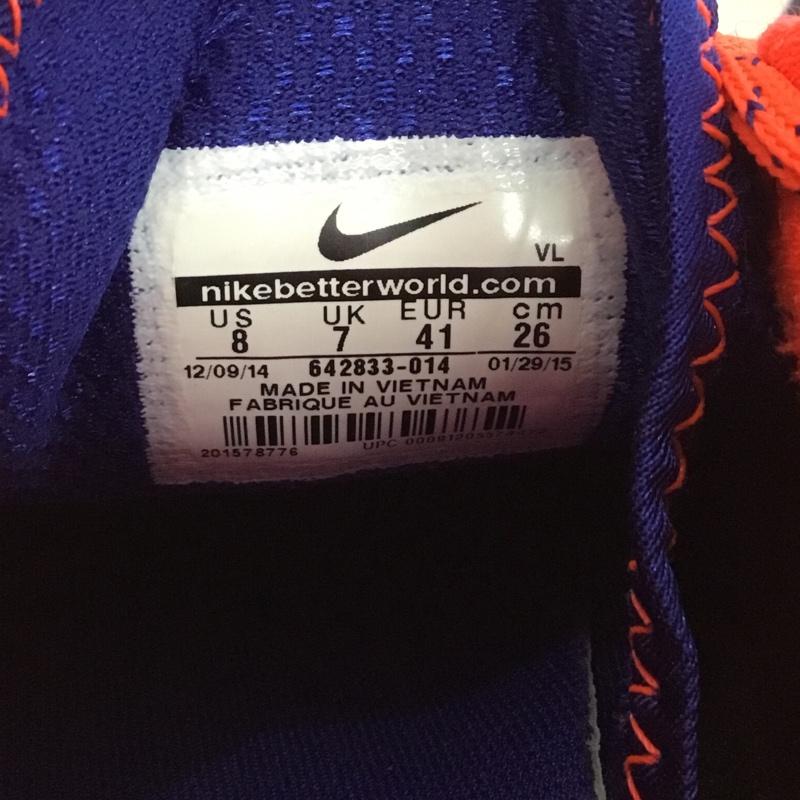 VL
nikebetterworld.com
US UK EUR cm
8 7 41 26
12/09/14 642833-014 01/29/15
MADE IN VIETNAM
FABRIQUE AU VIETNAM
201578776 UPC